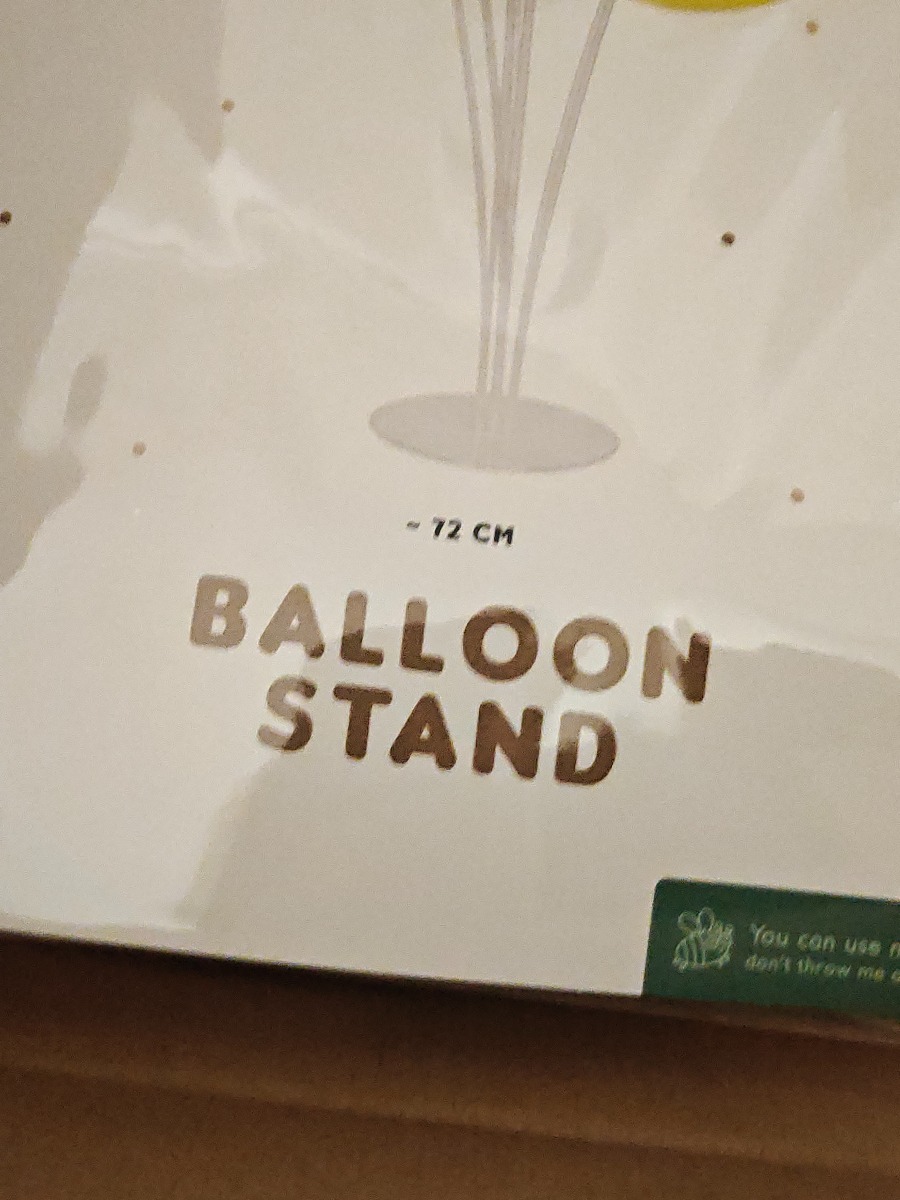 ~ 72 CM
BALLOON
STAND
You can use
don't throw me